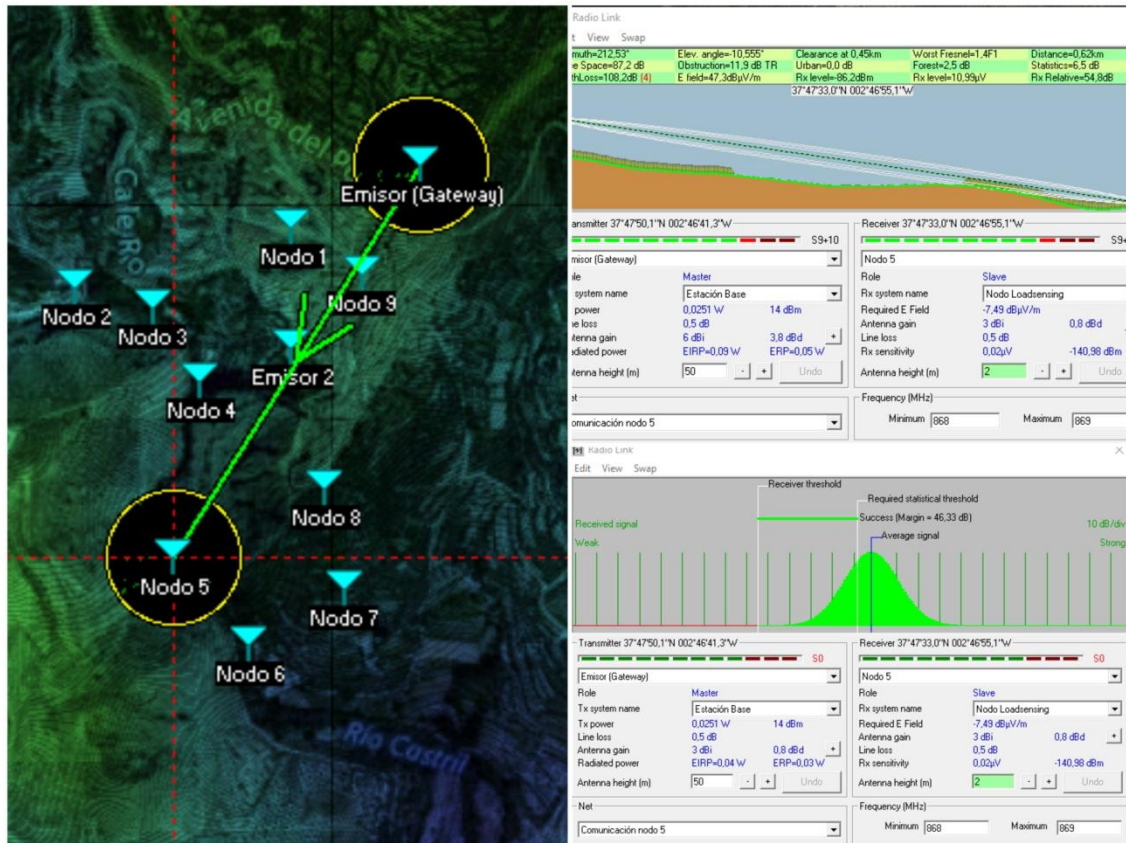 Avenida del P
Calle RO
Emisor (Gateway)
Nodo 1
Nodo 9
Nodo 2
Nodo 3
Emisor 2
Nodo 4
Nodo 8
Nodo 5
Nodo 7
Nodo 6
Río Casuni
Radio Link
t View Swap
muth=212,53° Elev. angle=-10,555° Clearance at 0,45km Worst Fresnel=1,4F1 Distance=0,62km
e Space=87,2 dB Obstruction=11,9 dB TR Urban=0,0 dB Forest=2,5 dB Statistics=6,5 dB
thLoss=108,2dB (4) E field=47,3dBµV/m Rx level=-86,2dBm Rx level=10,99µV Rx Relative=54,8dB
37°47'33,0"N 002°46'55,1"W
ansmitter 37°47'50,1"N 002°46'41,3"W
S9+10
misor (Gateway)
le Master
x system name Estación Base
power 0,0251 W 14 dBm
ine loss 0,5 dB
ntenna gain 6 dBi 3,8 dBd +
adiated power EIRP=0,09 W ERP=0,05 W
ntenna height (m) 50 - + Undo
et
omunicación nodo 5
Receiver 37°47'33,0"N 002°46'55,1"W
S9+
Nodo 5
Role Slave
Rx system name Nodo Loadsensing
Required E Field -7,49 dBµV/m
Antenna gain 3 dBi 0,8 dBd +
Line loss 0,5 dB
Rx sensitivity 0,02µV -140,98 dBm
Antenna height (m) 2 - + Undo
Frequency (MHz)
Minimum 868 Maximum 869
Radio Link
Edit View Swap
Receiver threshold
Required statistical threshold
Received signal Success (Margin = 46,33 dB) 10 dB/div
Weak Average signal Strong
Transmitter 37°47'50,1"N 002°46'41,3"W
S0
Emisor (Gateway)
Role Master
Tx system name Estación Base
Tx power 0,0251 W 14 dBm
Line loss 0,5 dB
Antenna gain 3 dBi 0,8 dBd +
Radiated power EIRP=0,04 W ERP=0,03 W
Antenna height (m) 50 - + Undo
Net
Comunicación nodo 5
Receiver 37°47'33,0"N 002°46'55,1"W
S0
Nodo 5
Role Slave
Rx system name Nodo Loadsensing
Required E Field -7,49 dBµV/m
Antenna gain 3 dBi 0,8 dBd +
Line loss 0,5 dB
Rx sensitivity 0,02µV -140,98 dBm
Antenna height (m) 2 - + Undo
Frequency (MHz)
Minimum 868 Maximum 869